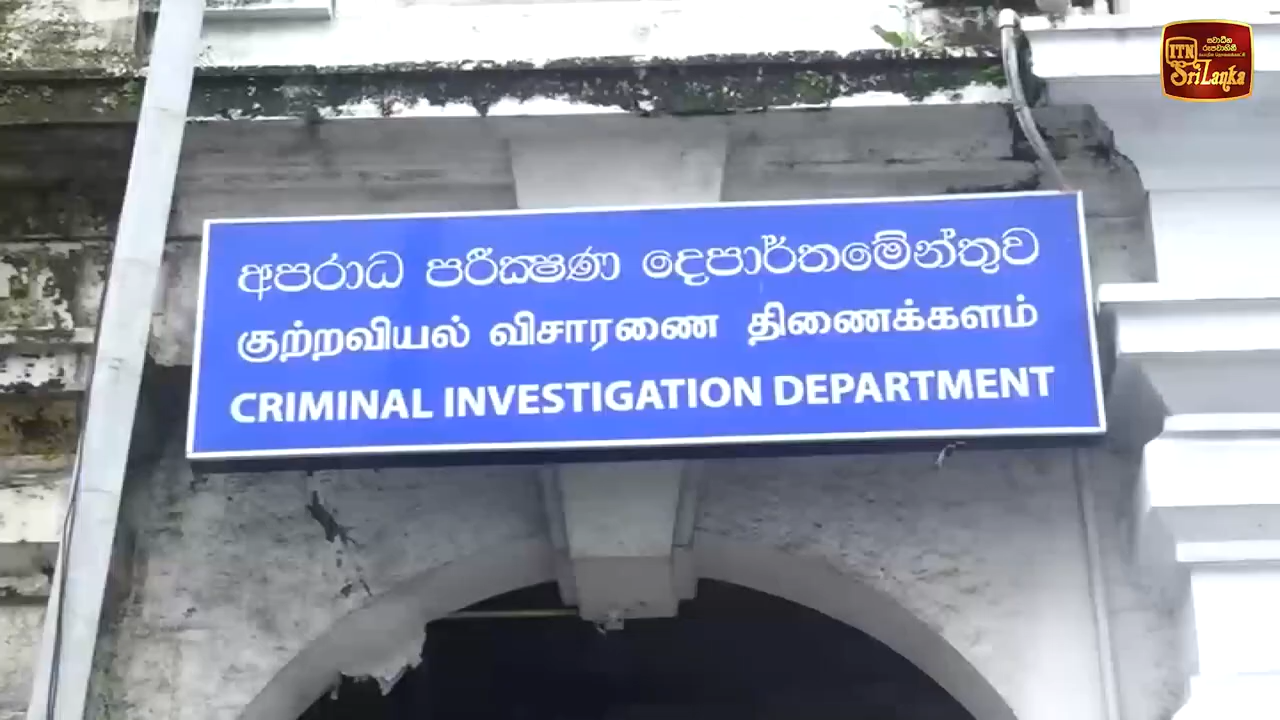 අපරාධ පරීක්‍ෂණ දෙපාර්තමේන්තුව
குற்றவியல் விசாரணை திணைக்களம்
CRIMINAL INVESTIGATION DEPARTMENT
ITN
Sri Lanka